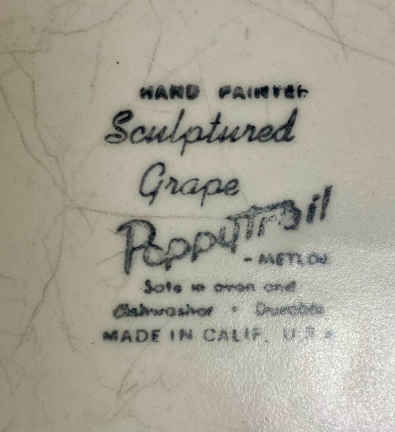 HAND PAINTED
Sculptured
Grape
PoppyTrail
- METLOX
Safe in oven and
dishwasher • Durable
MADE IN CALIF. U.S.A